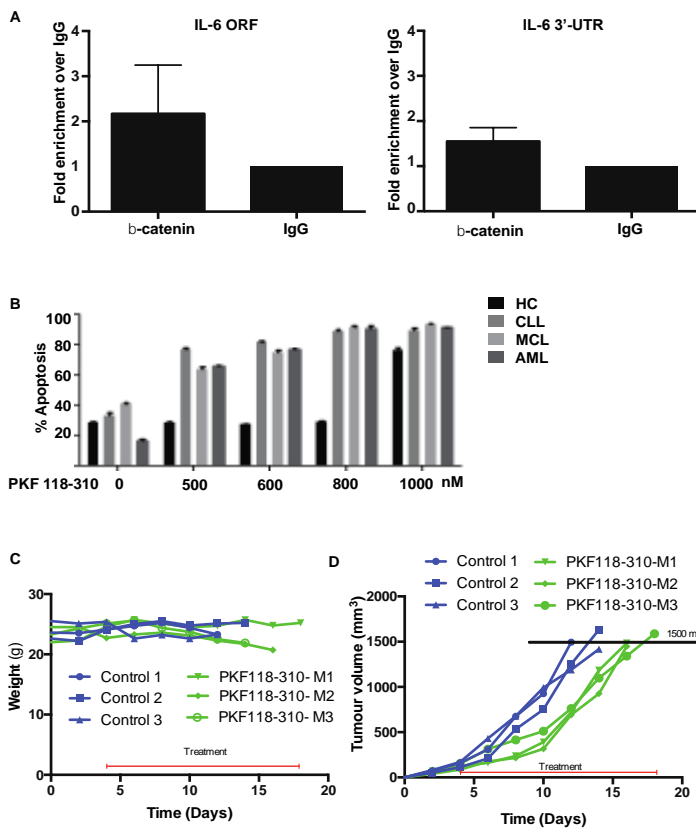 A
IL-6 ORF
IL-6 3'-UTR
Fold enrichment over IgG
4
3
2
1
0
b-catenin
IgG
Fold enrichment over IgG
4
3
2
1
0
b-catenin
IgG
B
% Apoptosis
100
80
60
40
20
HC
CLL
MCL
AML
PKF 118-310
0
500
600
800
1000
nM
C
Weight (g)
30
20
10
0
Control 1
Control 2
Control 3
PKF118-310- M1
PKF118-310- M2
PKF118-310- M3
Treatment
0
5
10
15
20
Time (Days)
D
Control 1
Control 2
Control 3
PKF118-310-M1
PKF118-310-M2
PKF118-310-M3
Tumour volume (mm3)
2000
1500
1000
500
0
1500 m
Treatment
0
5
10
15
20
Time (Days)